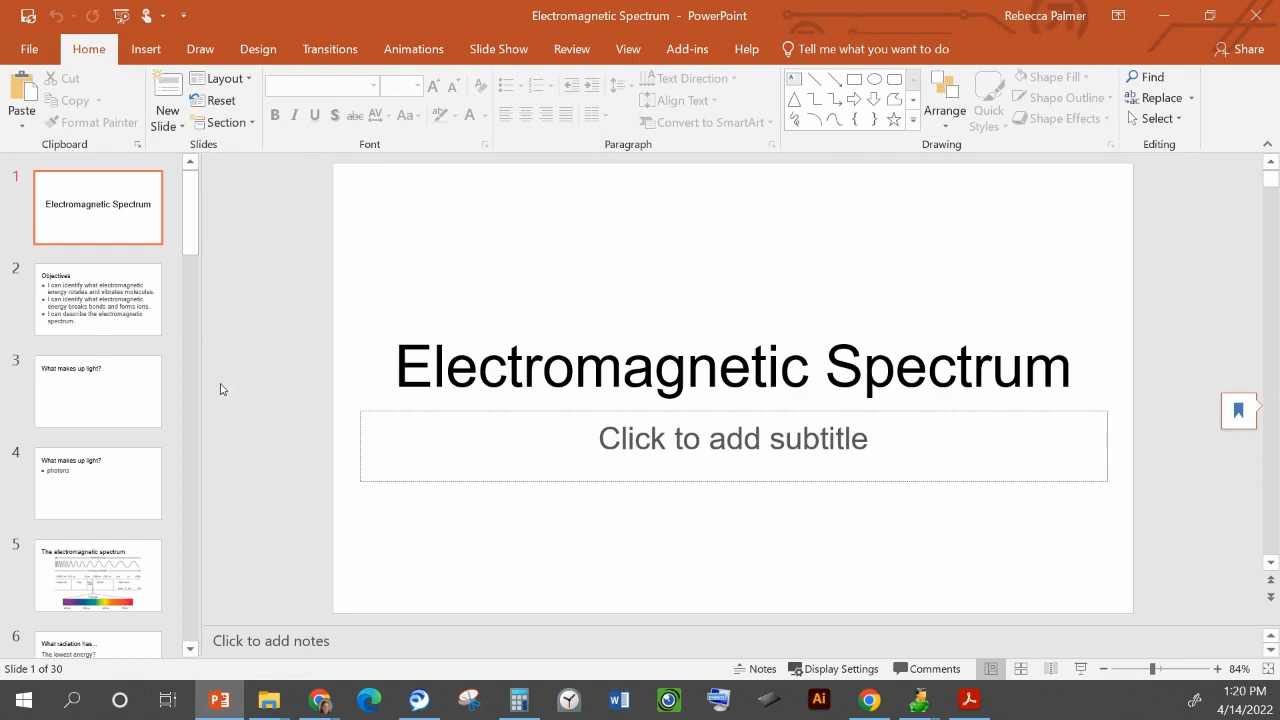 Electromagnetic Spectrum - PowerPoint
Rebecca Palmer
File Home Insert Draw Design Transitions Animations Slide Show Review View Add-ins Help Tell me what you want to do Share
Paste
Cut
Copy
Format Painter
Clipboard
New
Slide
Layout
Reset
Section
Slides
B I U S abc AV Aa A
Font
Text Direction
Align Text
Convert to SmartArt
Paragraph
Arrange
Quick
Styles
Shape Fill
Shape Outline
Shape Effects
Drawing
Find
Replace
Select
Editing
1
Electromagnetic Spectrum
2
Objectives
• I can identify what electromagnetic
energy rotates and vibrates molecules.
• I can identify what electromagnetic
energy breaks bonds and forms ions.
• I can describe the electromagnetic
spectrum.
3
What makes up light?
4
What makes up light?
• photons
5
The electromagnetic spectrum
6
What radiation has...
The lowest energy?
Electromagnetic Spectrum
Click to add subtitle
Click to add notes
Slide 1 of 30
Notes
Display Settings
Comments
84%
1:20 PM
4/14/2022